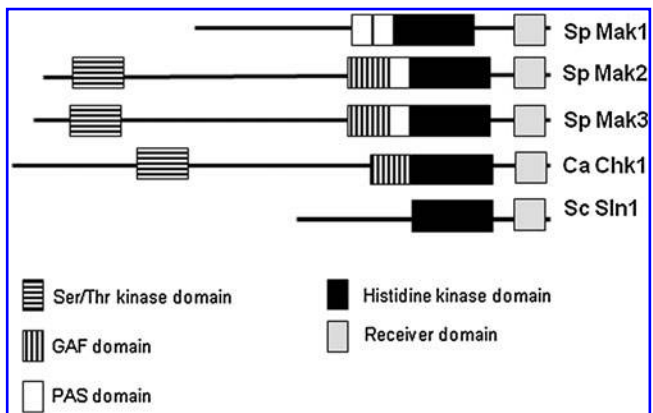 Sp Mak1
Sp Mak2
Sp Mak3
Ca Chk1
Sc Sln1
Ser/Thr kinase domain
GAF domain
PAS domain
Histidine kinase domain
Receiver domain